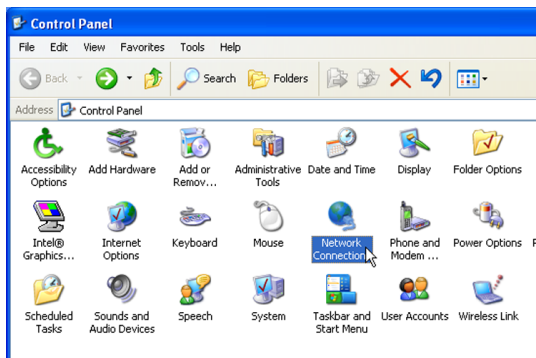 Control Panel
File Edit View Favorites Tools Help
Back Search Folders
Address Control Panel
Accessibility Options
Add Hardware
Add or Remov...
Administrative Tools
Date and Time
Display
Folder Options
Intel® Graphics...
Internet Options
Keyboard
Mouse
Network Connection
Phone and Modem ...
Power Options
Scheduled Tasks
Sounds and Audio Devices
Speech
System
Taskbar and Start Menu
User Accounts
Wireless Link